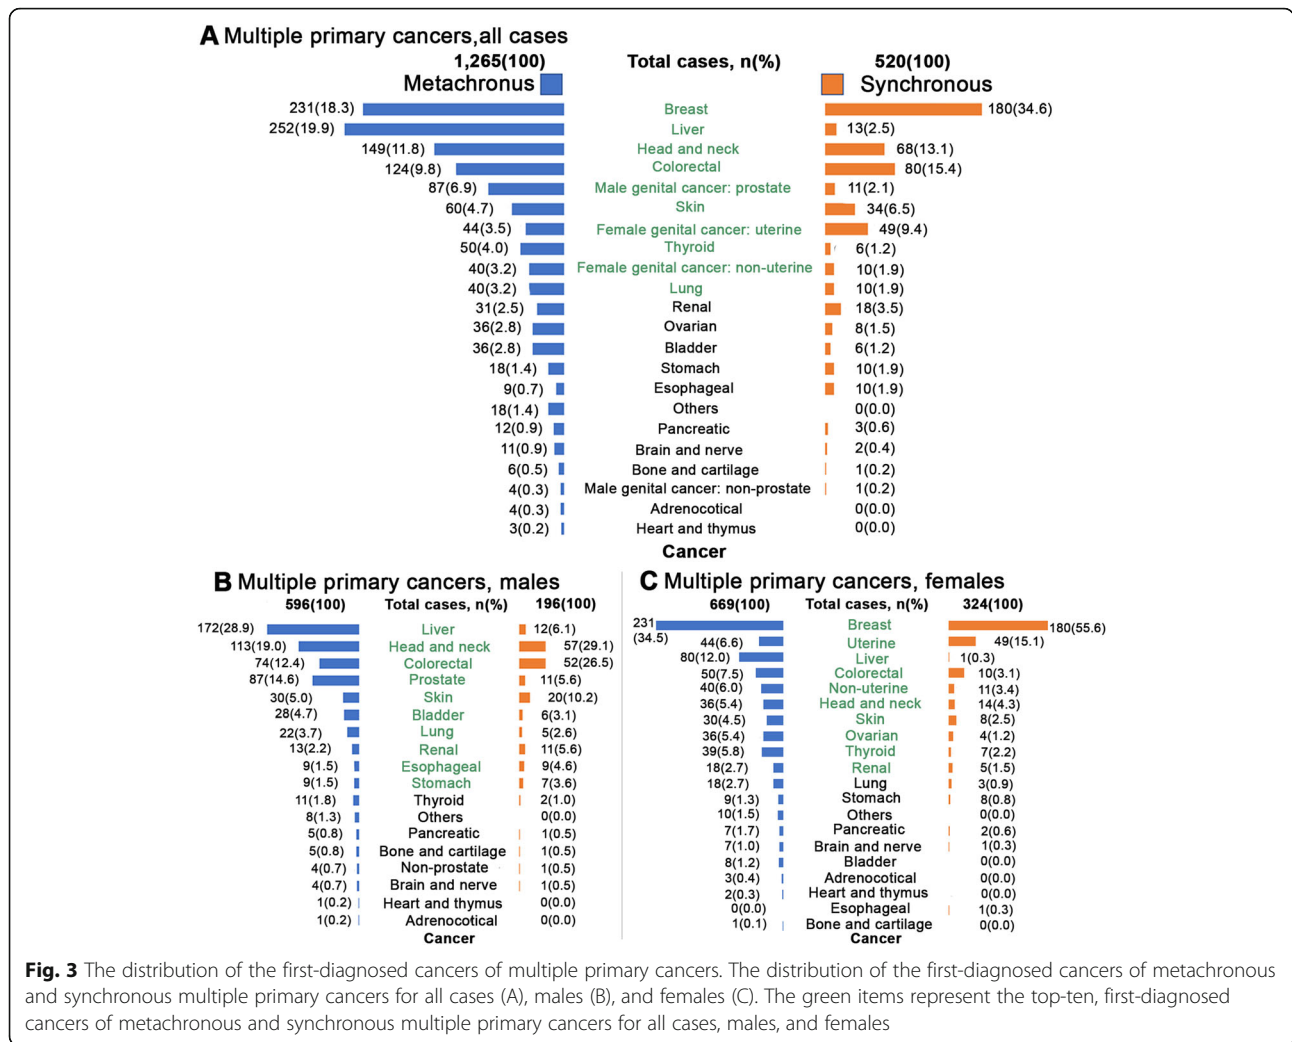 A Multiple primary cancers,all cases
1,265(100) Total cases, n(%) 520(100)
Metachronus Synchronous
231(18.3) Breast 180(34.6)
252(19.9) Liver 13(2.5)
149(11.8) Head and neck 68(13.1)
124(9.8) Colorectal 80(15.4)
87(6.9) Male genital cancer: prostate 11(2.1)
60(4.7) Skin 34(6.5)
44(3.5) Female genital cancer: uterine 49(9.4)
50(4.0) Thyroid 6(1.2)
40(3.2) Female genital cancer: non-uterine 10(1.9)
40(3.2) Lung 10(1.9)
31(2.5) Renal 18(3.5)
36(2.8) Ovarian 8(1.5)
36(2.8) Bladder 6(1.2)
18(1.4) Stomach 10(1.9)
9(0.7) Esophageal 10(1.9)
18(1.4) Others 0(0.0)
12(0.9) Pancreatic 3(0.6)
11(0.9) Brain and nerve 2(0.4)
6(0.5) Bone and cartilage 1(0.2)
4(0.3) Male genital cancer: non-prostate 1(0.2)
4(0.3) Adrenocotical 0(0.0)
3(0.2) Heart and thymus 0(0.0)
Cancer
B Multiple primary cancers, males
596(100) Total cases, n(%) 196(100)
172(28.9) Liver 12(6.1)
113(19.0) Head and neck 57(29.1)
74(12.4) Colorectal 52(26.5)
87(14.6) Prostate 11(5.6)
30(5.0) Skin 20(10.2)
28(4.7) Bladder 6(3.1)
22(3.7) Lung 5(2.6)
13(2.2) Renal 11(5.6)
9(1.5) Esophageal 9(4.6)
9(1.5) Stomach 7(3.6)
11(1.8) Thyroid 2(1.0)
8(1.3) Others 0(0.0)
5(0.8) Pancreatic 1(0.5)
5(0.8) Bone and cartilage 1(0.5)
4(0.7) Non-prostate 1(0.5)
4(0.7) Brain and nerve 1(0.5)
1(0.2) Heart and thymus 0(0.0)
1(0.2) Adrenocotical 0(0.0)
Cancer
C Multiple primary cancers, females
669(100) Total cases, n(%) 324(100)
231 Breast 180(55.6)
(34.5) 44(6.6) Uterine 49(15.1)
80(12.0) Liver 1(0.3)
50(7.5) Colorectal 10(3.1)
40(6.0) Non-uterine 11(3.4)
36(5.4) Head and neck 14(4.3)
30(4.5) Skin 8(2.5)
36(5.4) Ovarian 4(1.2)
39(5.8) Thyroid 7(2.2)
18(2.7) Renal 5(1.5)
18(2.7) Lung 3(0.9)
9(1.3) Stomach 8(0.8)
10(1.5) Others 0(0.0)
7(1.7) Pancreatic 2(0.6)
7(1.0) Brain and nerve 1(0.3)
8(1.2) Bladder 0(0.0)
3(0.4) Adrenocotical 0(0.0)
2(0.3) Heart and thymus 0(0.0)
0(0.0) Esophageal 1(0.3)
1(0.1) Bone and cartilage 0(0.0)
Cancer
Fig. 3 The distribution of the first-diagnosed cancers of multiple primary cancers. The distribution of the first-diagnosed cancers of metachronous
and synchronous multiple primary cancers for all cases (A), males (B), and females (C). The green items represent the top-ten, first-diagnosed
cancers of metachronous and synchronous multiple primary cancers for all cases, males, and females